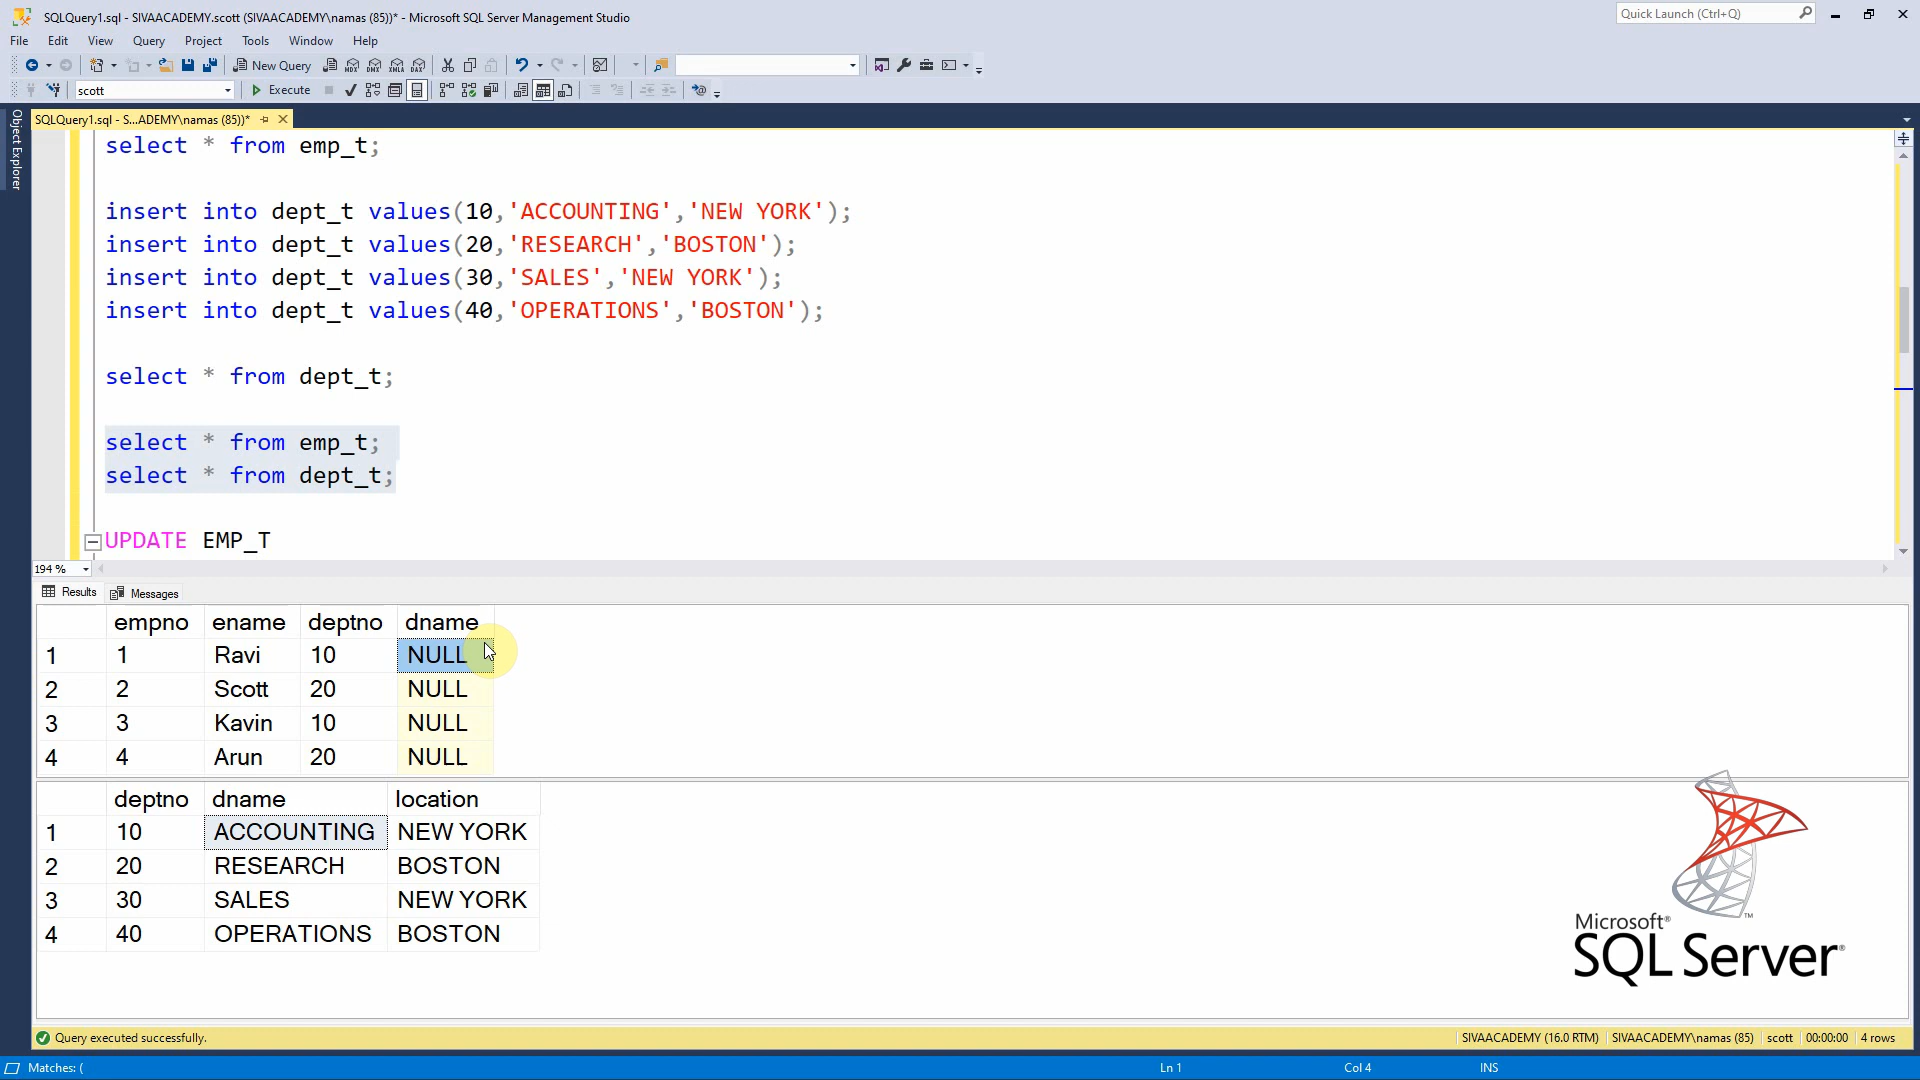 SQLQuery1.sql - SIVAACADEMY.scott (SIVAACADEMY\namas (85))* - Microsoft SQL Server Management Studio
Quick Launch (Ctrl+Q)
File Edit View Query Project Tools Window Help
New Query MDX DMX XMLA DAX
scott Execute
Object Explorer
SQLQuery1.sql - S...ADEMY\namas (85))*
select * from emp_t;
insert into dept_t values(10,'ACCOUNTING','NEW YORK');
insert into dept_t values(20,'RESEARCH','BOSTON');
insert into dept_t values(30,'SALES','NEW YORK');
insert into dept_t values(40,'OPERATIONS','BOSTON');
select * from dept_t;
select * from emp_t;
select * from dept_t;
UPDATE EMP_T
194 %
Results Messages
empno ename deptno dname
1 1 Ravi 10 NULL
2 2 Scott 20 NULL
3 3 Kavin 10 NULL
4 4 Arun 20 NULL
deptno dname location
1 10 ACCOUNTING NEW YORK
2 20 RESEARCH BOSTON
3 30 SALES NEW YORK
4 40 OPERATIONS BOSTON
Microsoft®
SQL Server®
Query executed successfully. SIVAACADEMY (16.0 RTM) SIVAACADEMY\namas (85) scott 00:00:00 4 rows
Matches: ( Ln 1 Col 4 INS